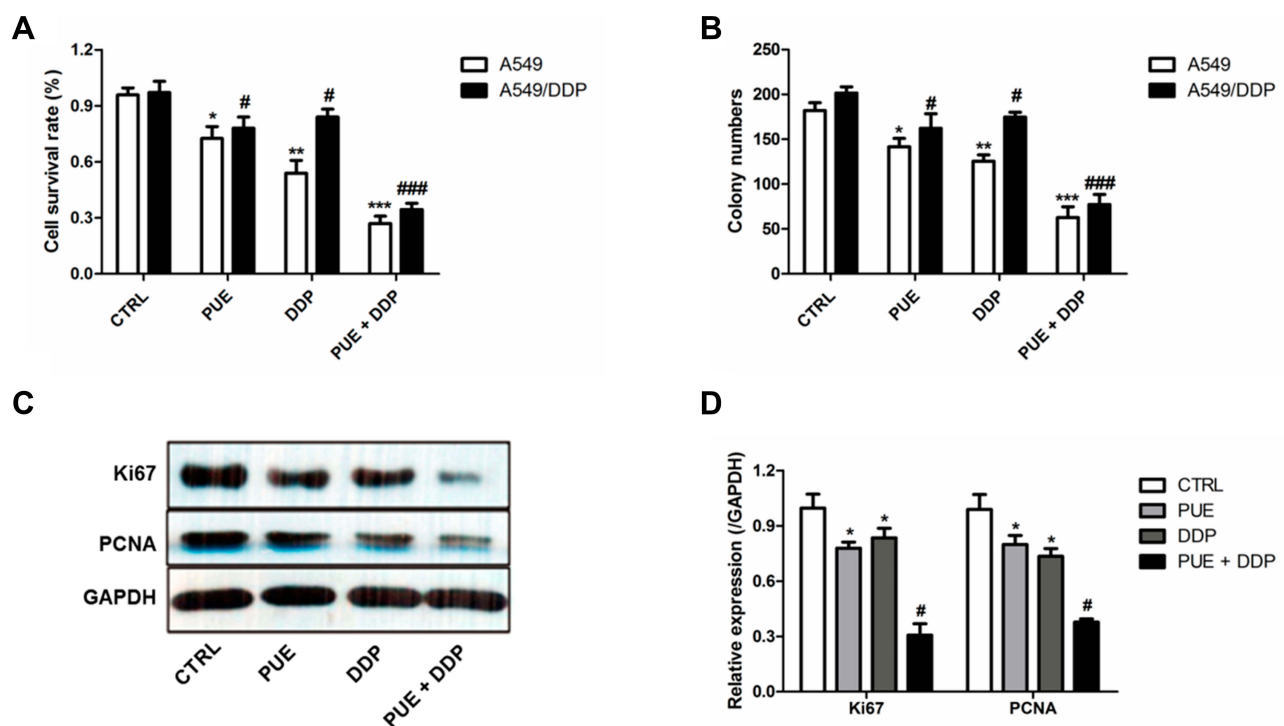 A
Cell survival rate (%)
1.2
0.9
0.6
0.3
0.0
*
#
**
#
***
###
CTRL
PUE
DDP
PUE + DDP
A549
A549/DDP
B
Colony numbers
250
200
150
100
50
0
*
#
**
#
***
###
CTRL
PUE
DDP
PUE + DDP
A549
A549/DDP
C
Ki67
PCNA
GAPDH
CTRL
PUE
DDP
PUE + DDP
D
Relative expression (/GAPDH)
1.2
0.9
0.6
0.3
0.0
*
*
#
*
*
#
Ki67
PCNA
CTRL
PUE
DDP
PUE + DDP